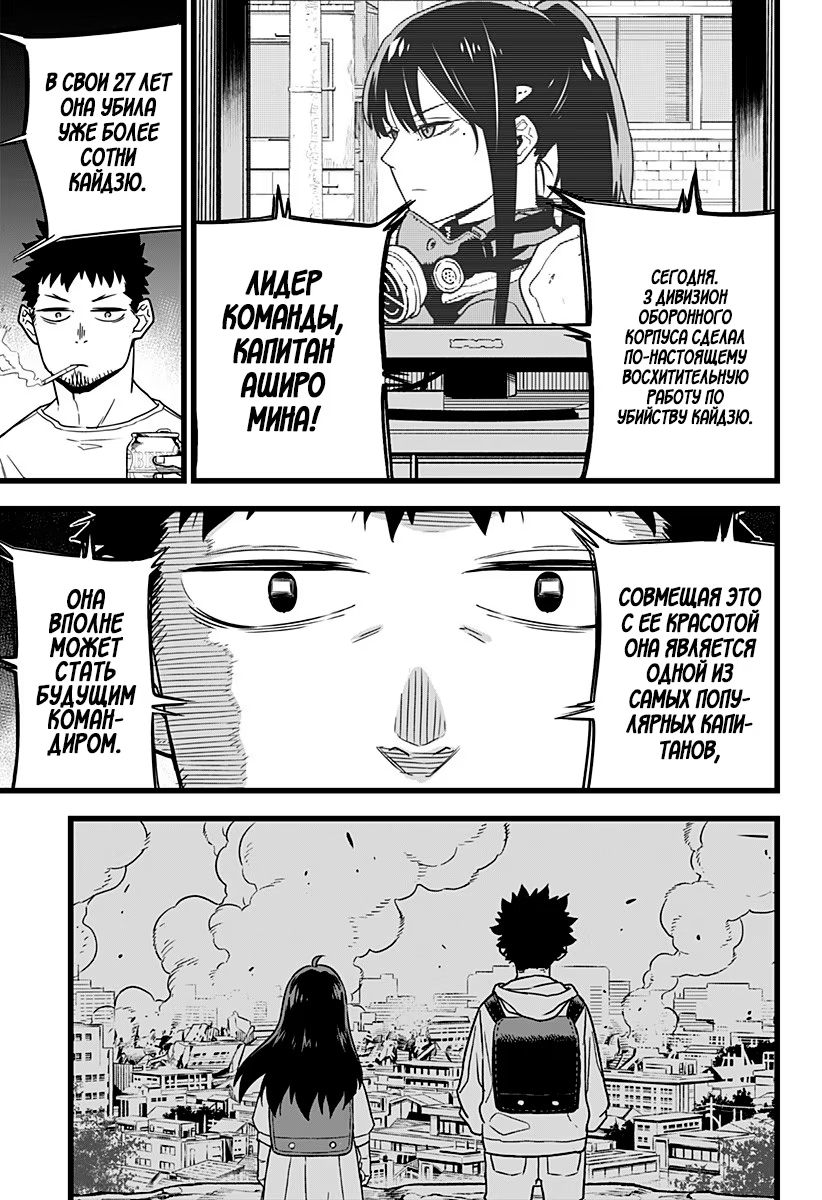 СЕГОДНЯ.
3 ДИВИЗИОН
ОБОРОННОГО
КОРПУСА СДЕЛАЛ
ПО-НАСТОЯЩЕМУ
ВОСХИТИТЕЛЬНУЮ
РАБОТУ ПО
УБИЙСТВУ КАЙДЗЮ.
ЛИДЕР
КОМАНДЫ,
КАПИТАН
АШИРО
МИНА!
В СВОИ 27 ЛЕТ
ОНА УБИЛА
УЖЕ БОЛЕЕ
СОТНИ
КАЙДЗЮ.
СОВМЕЩАЯ ЭТО
С ЕЕ КРАСОТОЙ
ОНА ЯВЛЯЕТСЯ
ОДНОЙ ИЗ
САМЫХ ПОПУ-
ЛЯРНЫХ КАПИ-
ТАНОВ,
ОНА
ВПОЛНЕ
МОЖЕТ
СТАТЬ
БУДУЩИМ
КОМАН-
ДИРОМ.